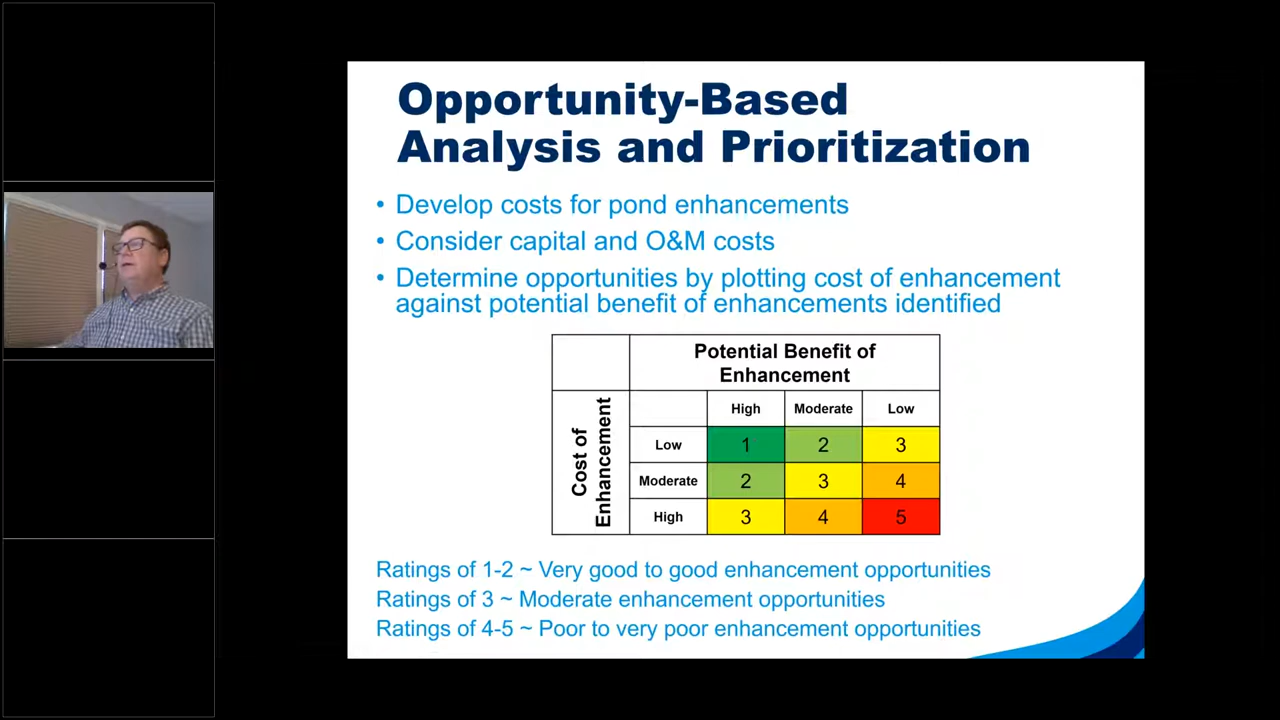 Opportunity-Based
Analysis and Prioritization
• Develop costs for pond enhancements
• Consider capital and O&M costs
• Determine opportunities by plotting cost of enhancement
against potential benefit of enhancements identified
Potential Benefit of
Enhancement
High Moderate Low
Cost of
Enhancement
Low 1 2 3
Moderate 2 3 4
High 3 4 5
Ratings of 1-2 ~ Very good to good enhancement opportunities
Ratings of 3 ~ Moderate enhancement opportunities
Ratings of 4-5 ~ Poor to very poor enhancement opportunities